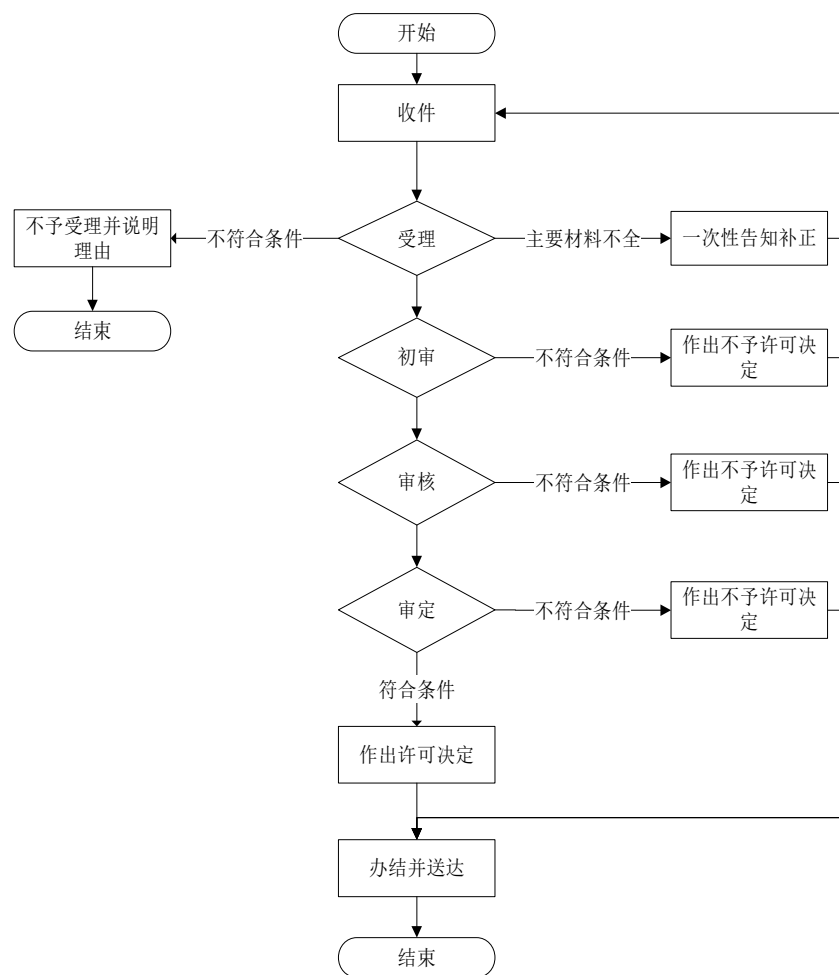 开始
收件
不予受理并说明
理由
不符合条件
受理
主要材料不全
一次性告知补正
结束
初审
不符合条件
作出不予许可决
定
审核
不符合条件
作出不予许可决
定
审定
不符合条件
作出不予许可决
定
符合条件
作出许可决定
办结并送达
结束